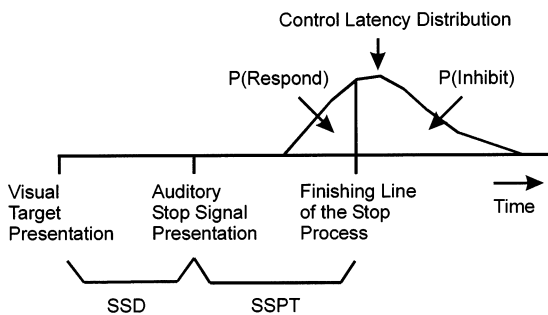 Control Latency Distribution
P(Respond)
P(Inhibit)
Visual
Target
Presentation
Auditory
Stop Signal
Presentation
Finishing Line
of the Stop
Process
Time
SSD
SSPT